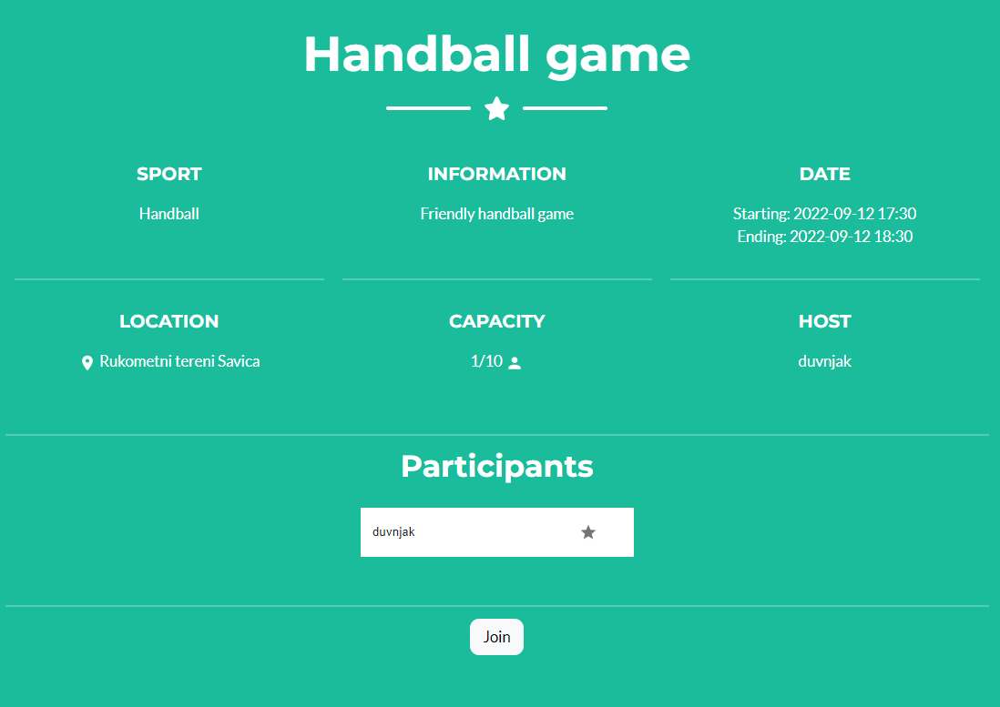 Handball game
SPORT
Handball
INFORMATION
Friendly handball game
DATE
Starting: 2022-09-12 17:30
Ending: 2022-09-12 18:30
LOCATION
Rukometni tereni Savica
CAPACITY
1/10
HOST
duvnjak
Participants
duvnjak
Join